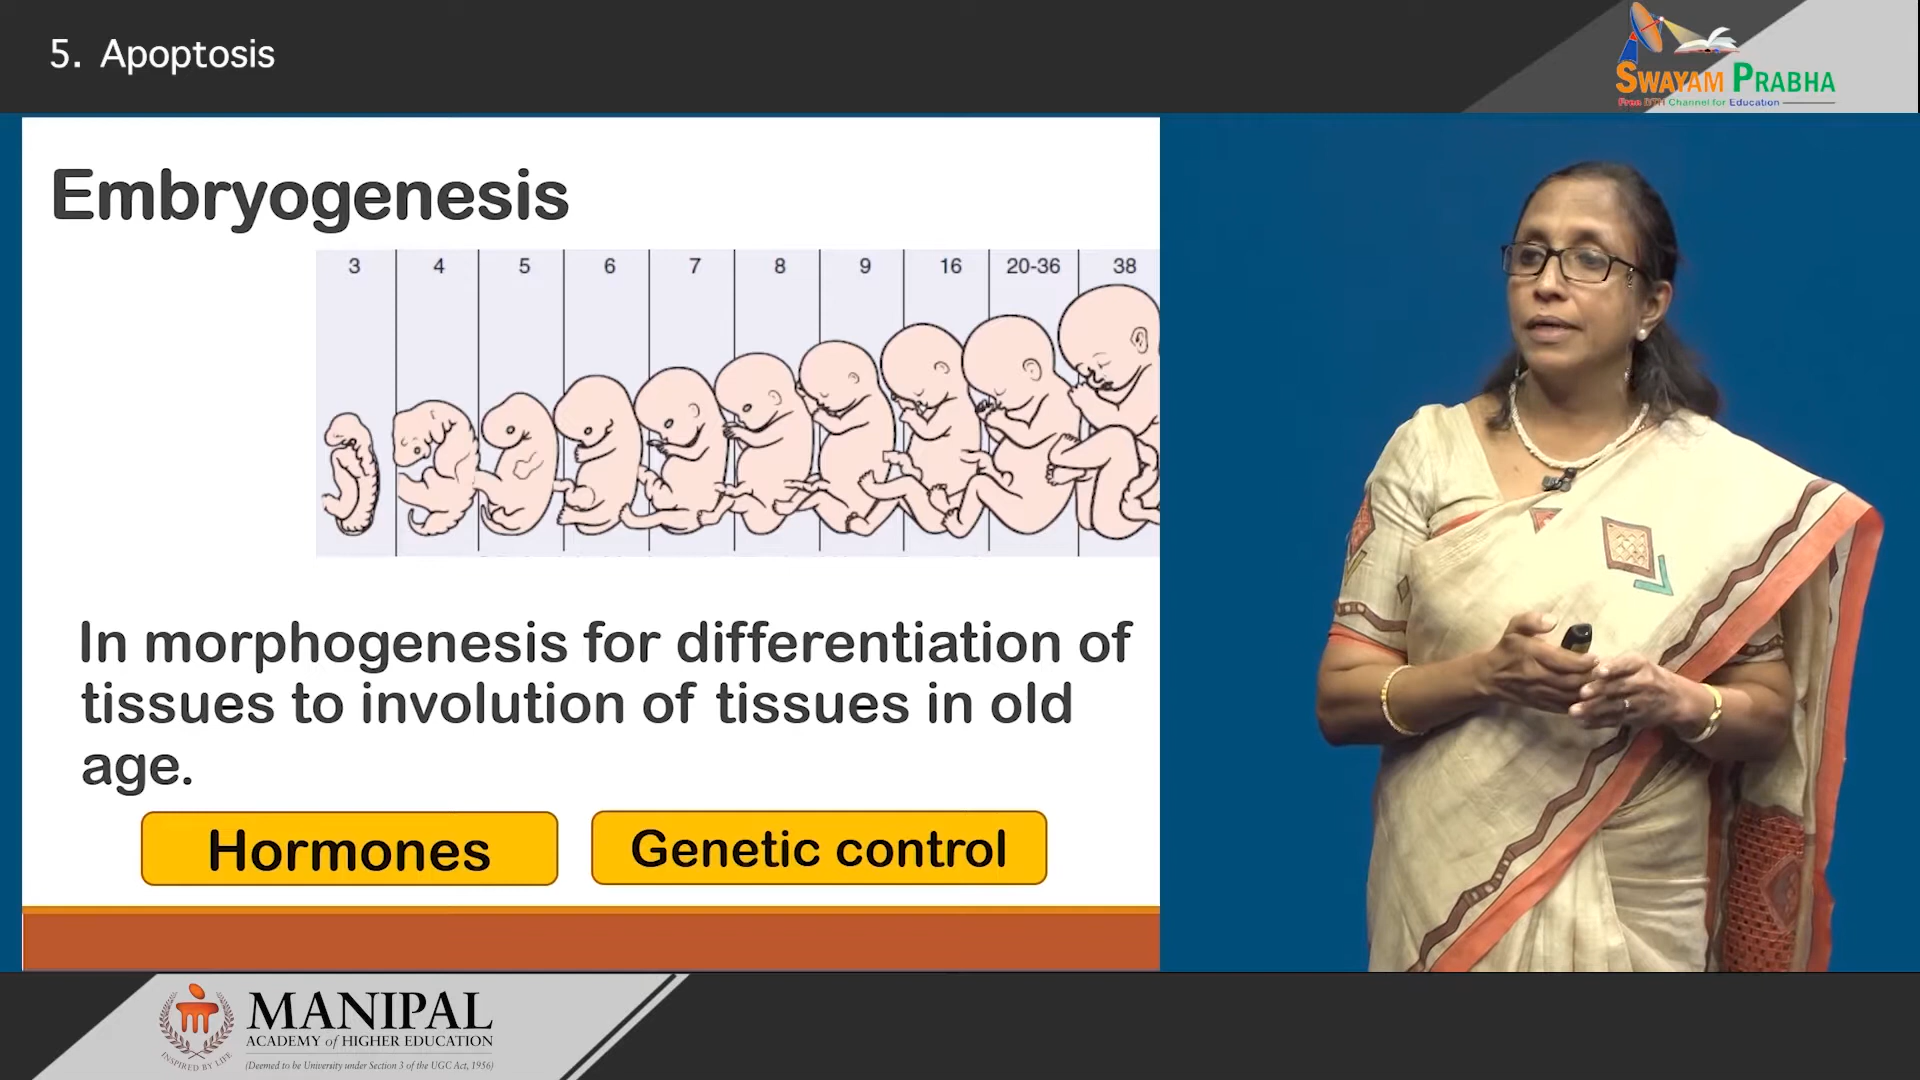 5. Apoptosis
SWAYAM PRABHA
Free DTH Channel for Education
Embryogenesis
3 4 5 6 7 8 9 16 20-36 38
In morphogenesis for differentiation of
tissues to involution of tissues in old
age.
Hormones
Genetic control
INSPIRED BY LIFE
MANIPAL
ACADEMY of HIGHER EDUCATION
(Deemed to be University under Section 3 of the UGC Act, 1956)